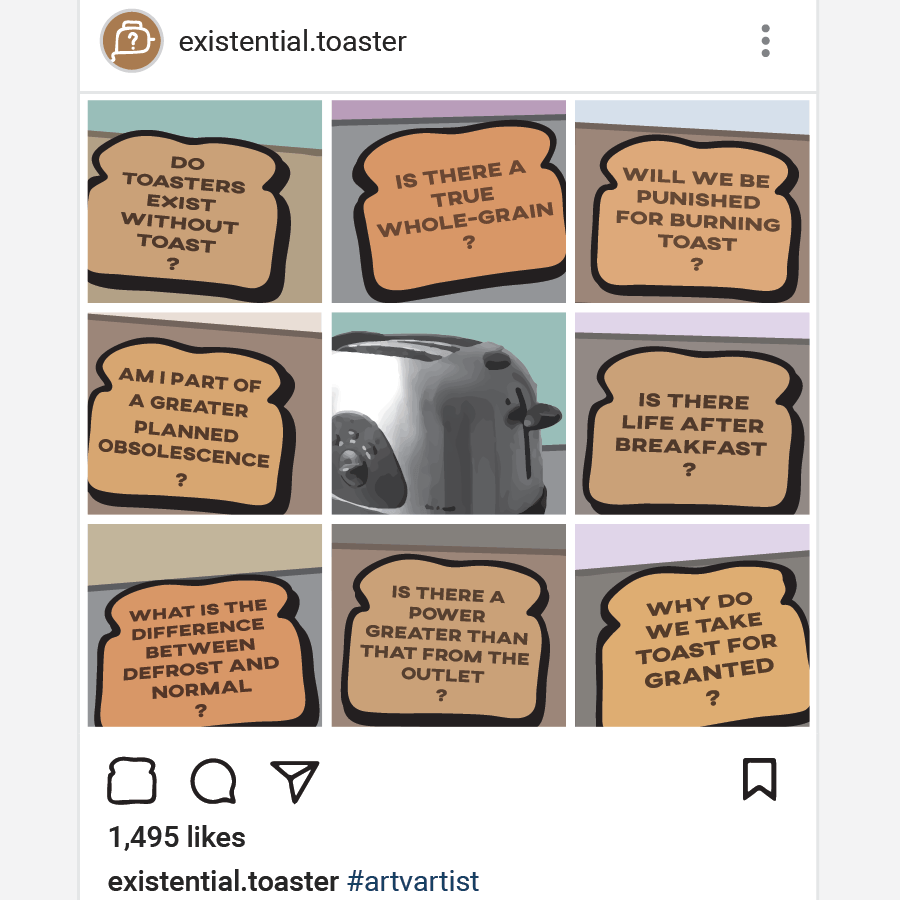 existential.toaster
DO
TOASTERS
EXIST
WITHOUT
TOAST
?
IS THERE A
TRUE
WHOLE-GRAIN
?
WILL WE BE
PUNISHED
FOR BURNING
TOAST
?
AM I PART OF
A GREATER
PLANNED
OBSOLESCENCE
?
IS THERE
LIFE AFTER
BREAKFAST
?
WHAT IS THE
DIFFERENCE
BETWEEN
DEFROST AND
NORMAL
?
IS THERE A
POWER
GREATER THAN
THAT FROM THE
OUTLET
?
WHY DO
WE TAKE
TOAST FOR
GRANTED
?
1,495 likes
existential.toaster #artvartist